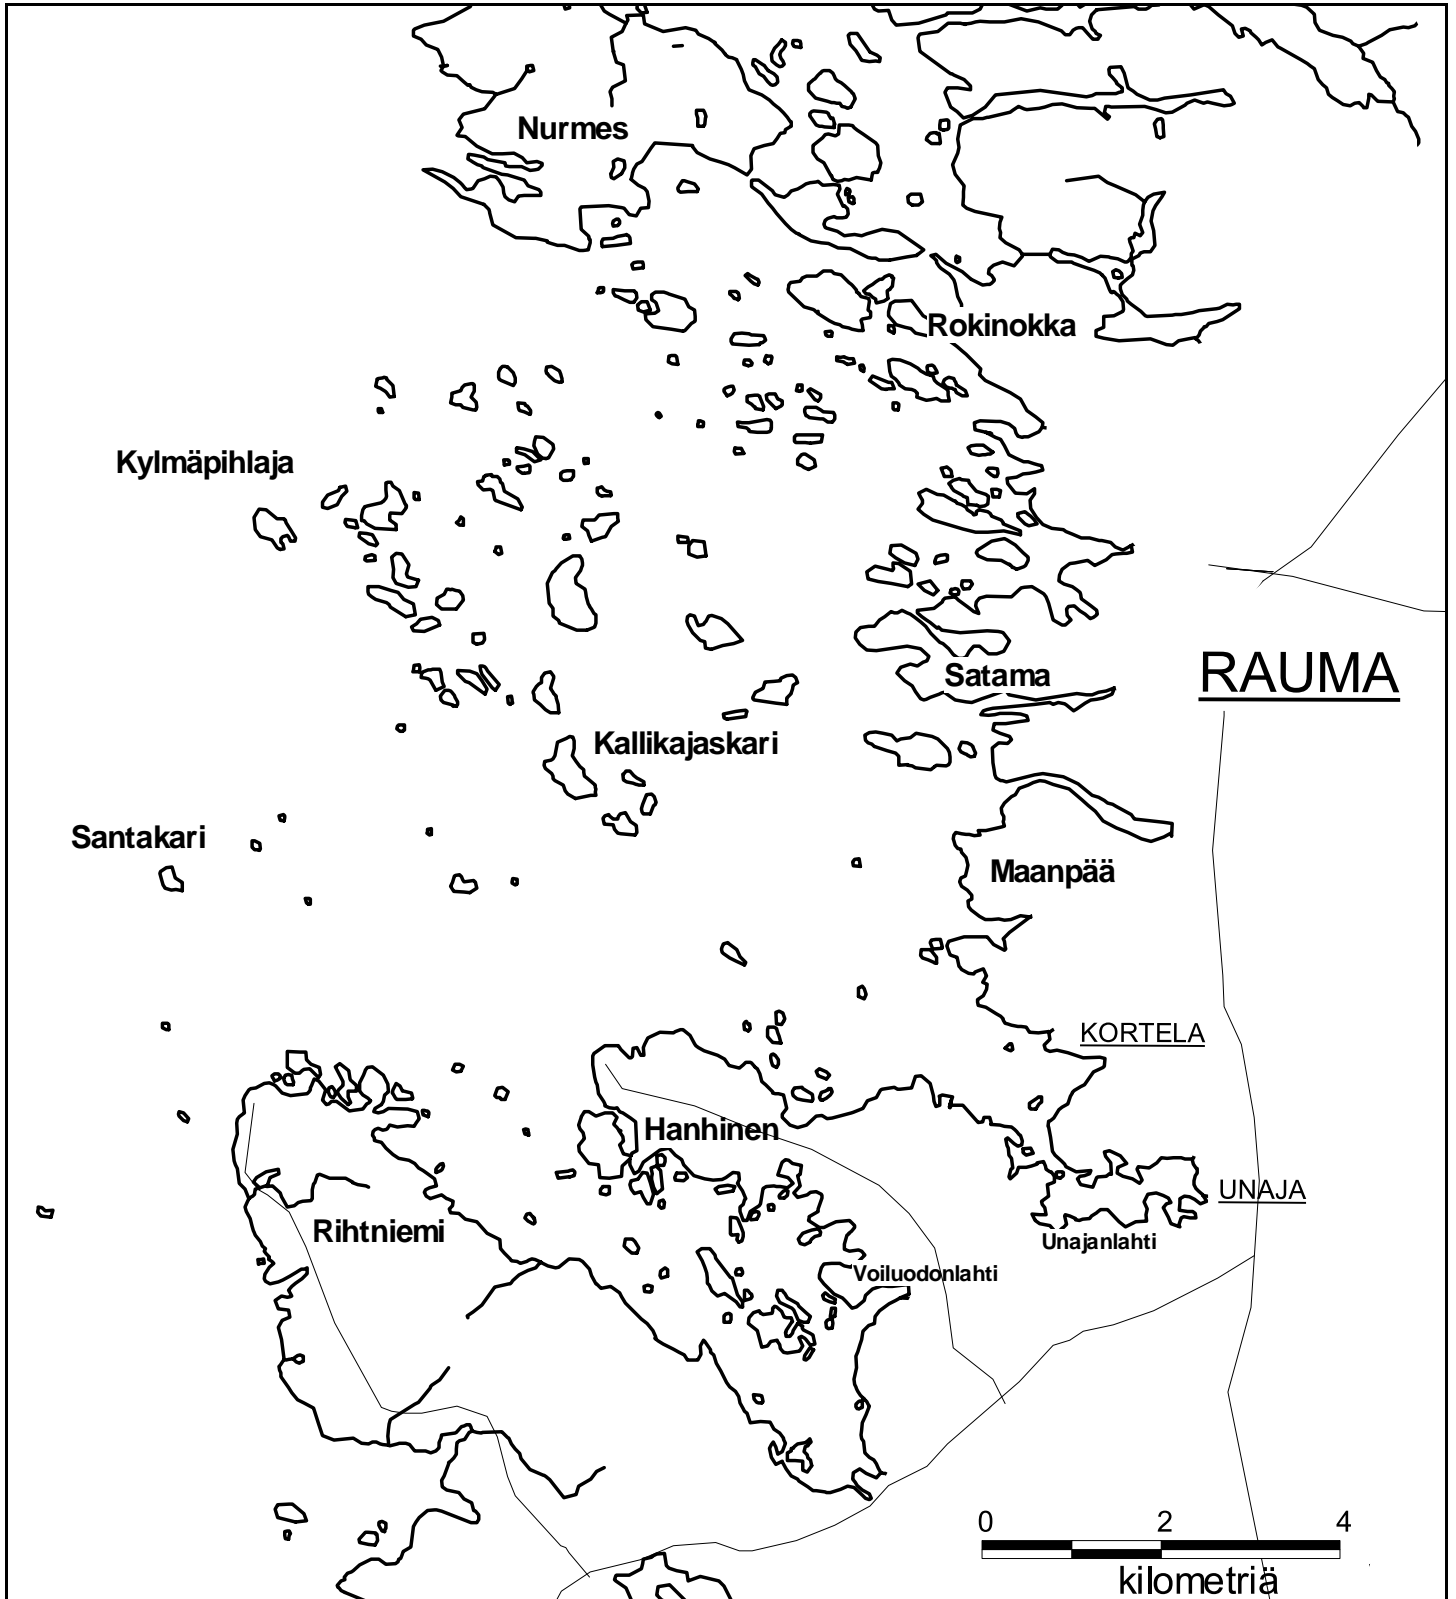 Nurmes
Rokinokka
Kylmäpihlaja
Satama
RAUMA
Kallikajaskari
Santakari
Maanpää
KORTELA
Hanhinen
UNAJA
Rihtniemi
Unajanlahti
Voiluodonlahti
0 2 4
kilometriä